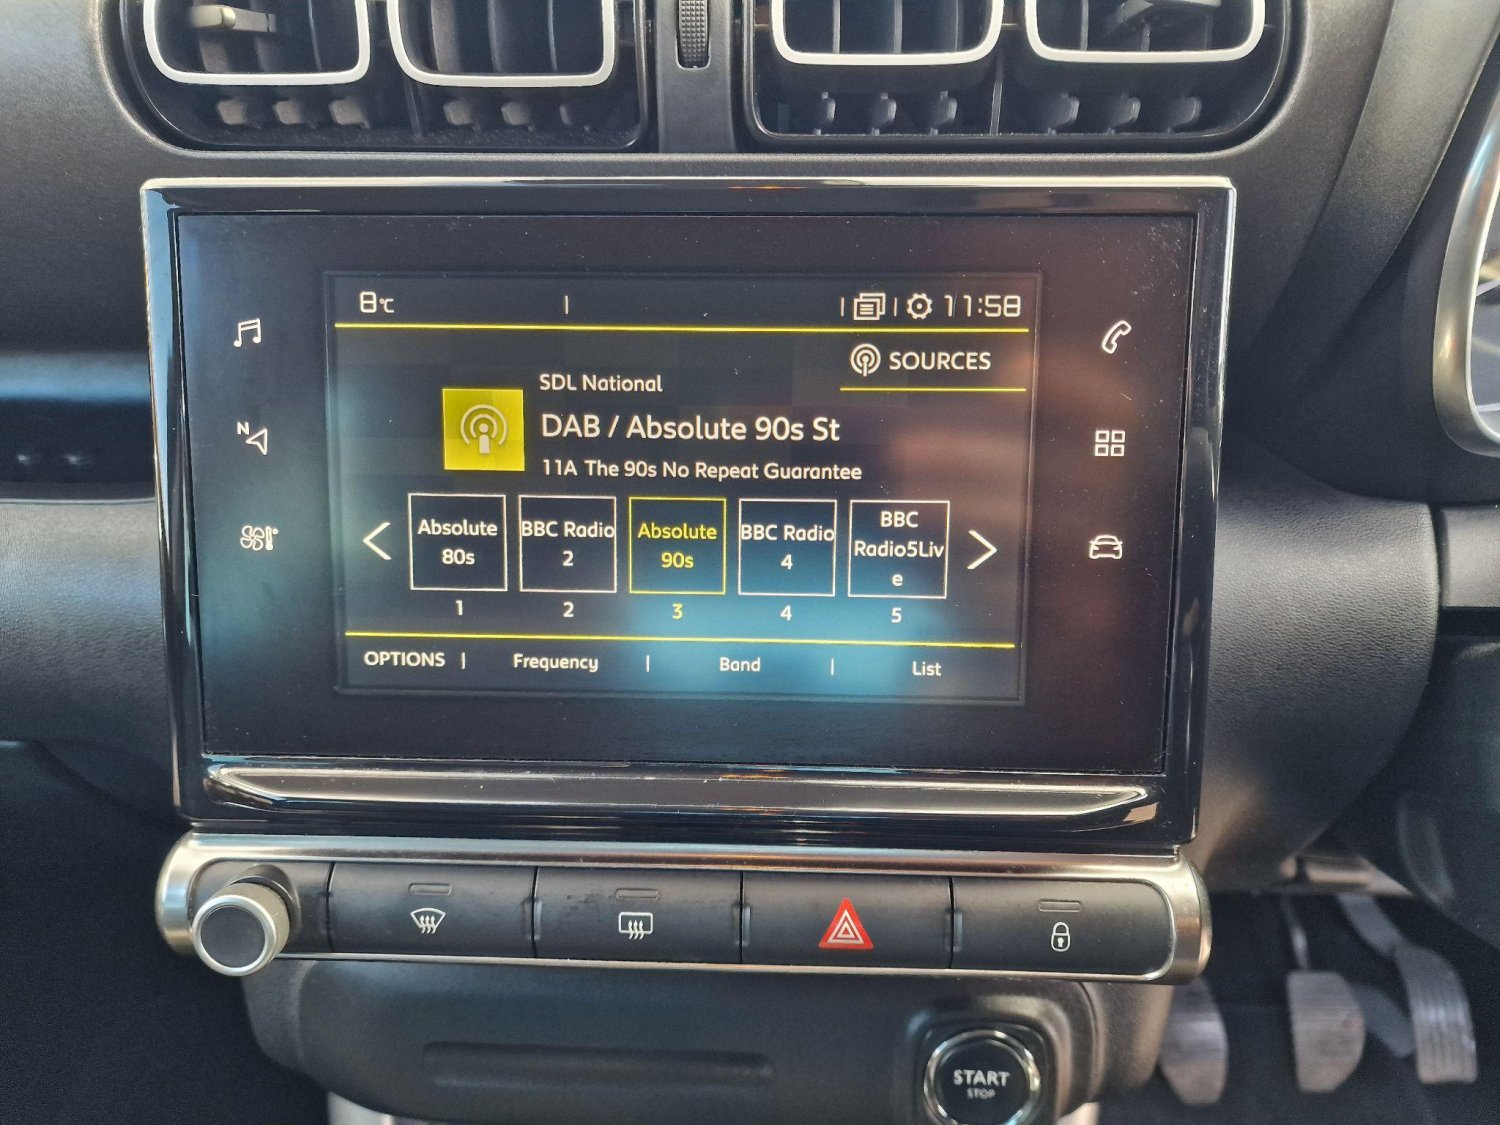 8°C
11:58
SOURCES
SDL National
DAB / Absolute 90s St
11A The 90s No Repeat Guarantee
N
Absolute
80s
1
BBC Radio
2
2
Absolute
90s
3
BBC Radio
4
4
BBC
Radio5Liv
e
5
OPTIONS
Frequency
Band
List
START
STOP